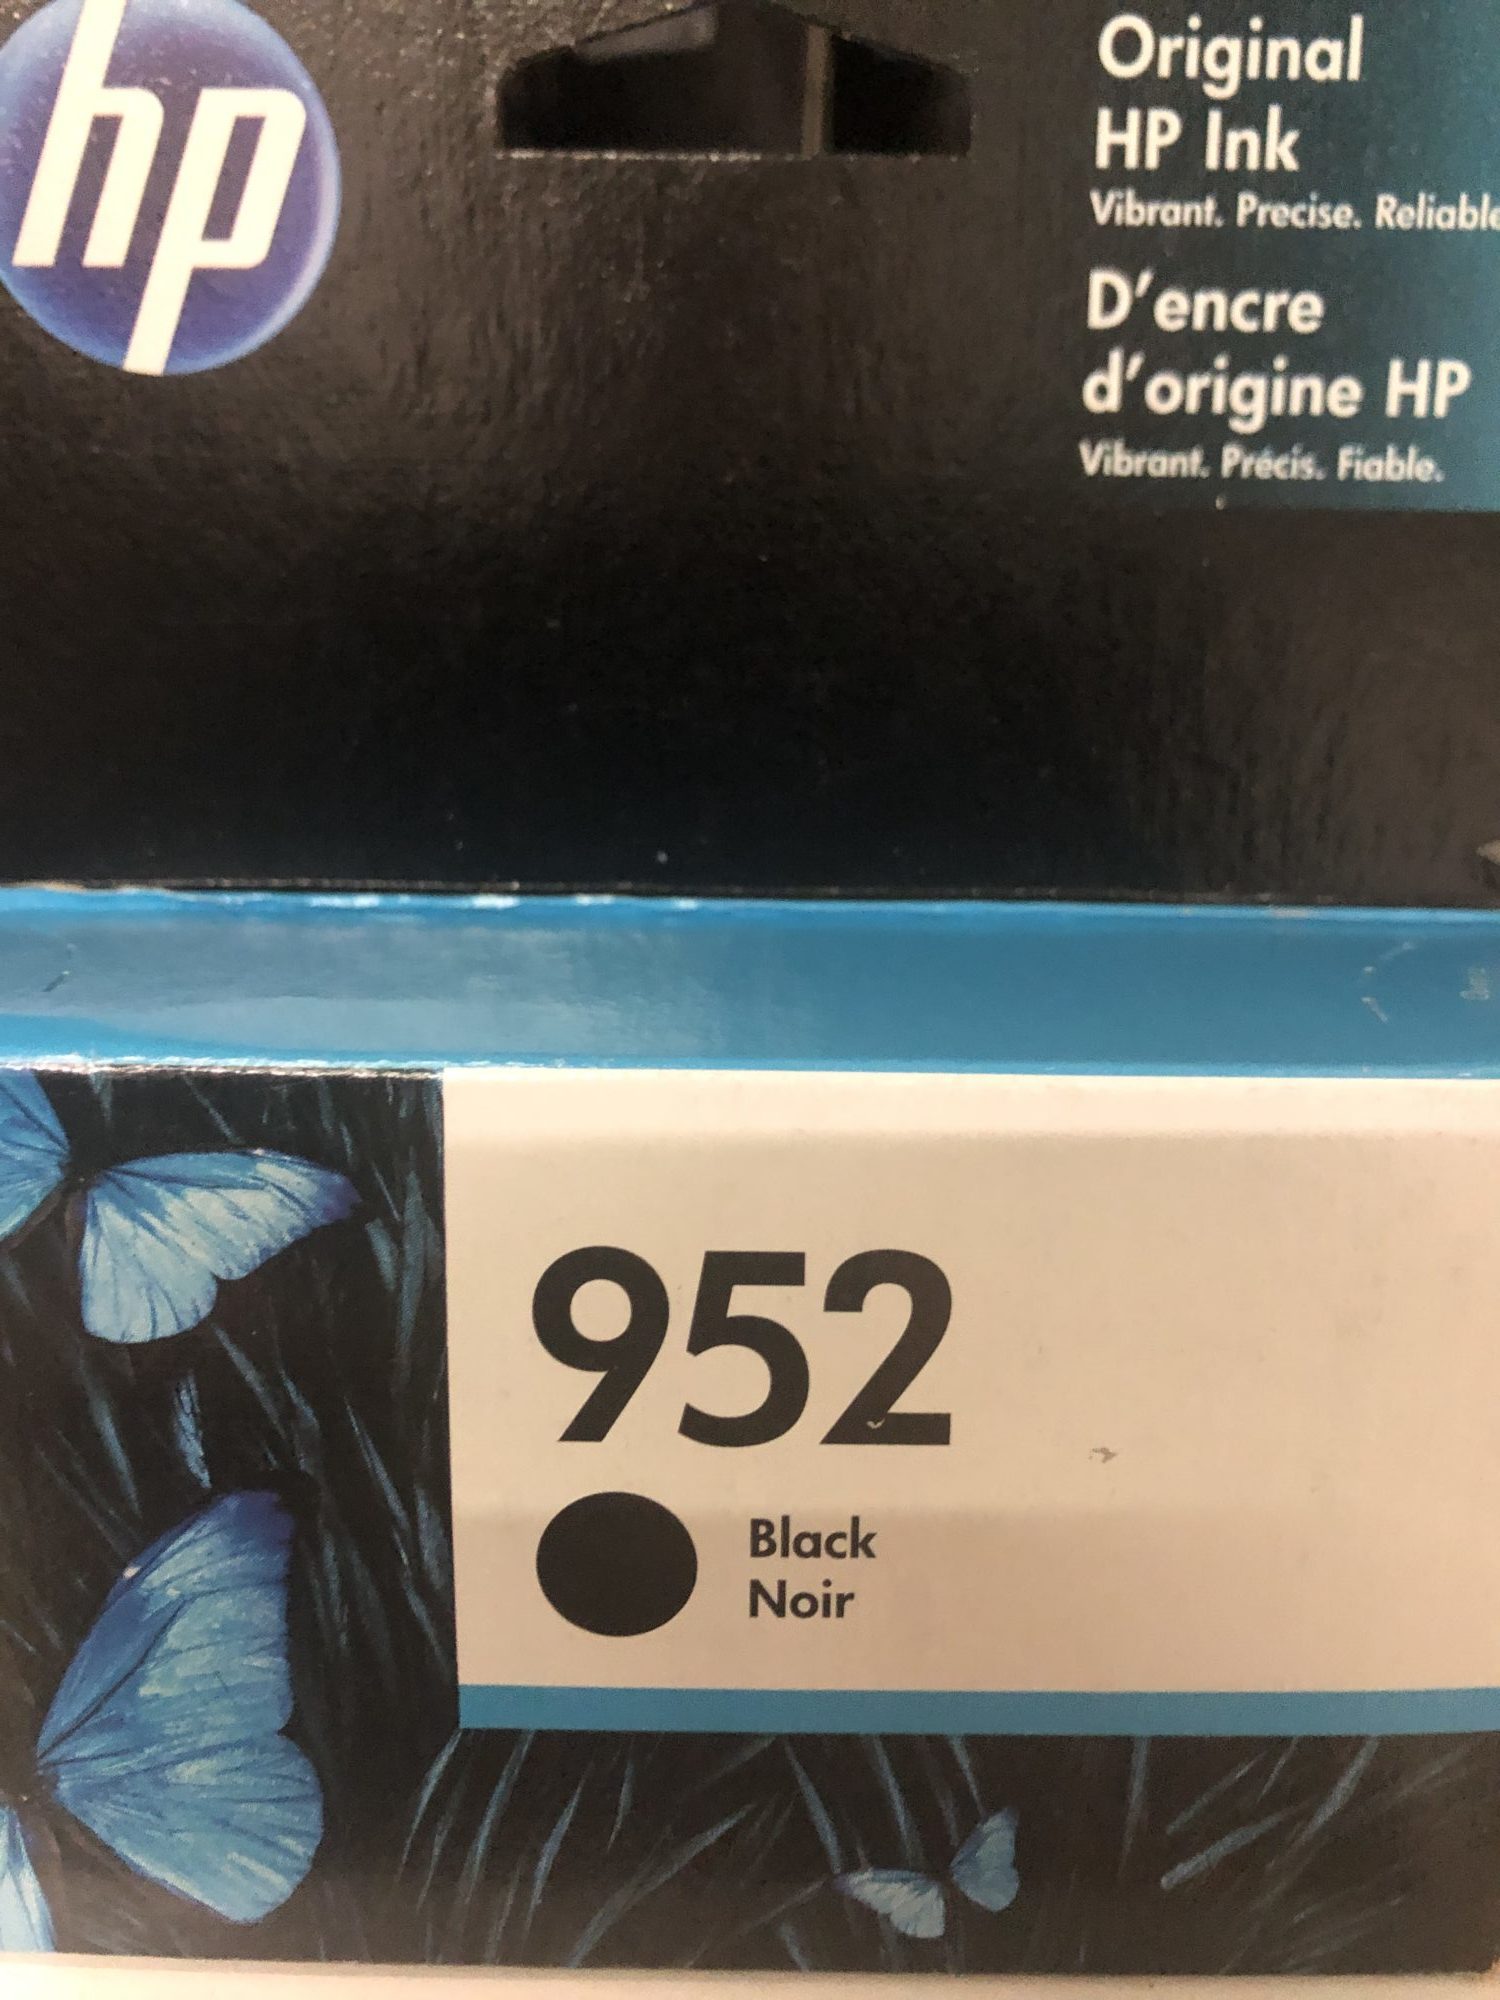 hp
Original
HP Ink
Vibrant. Precise. Reliable
D'encre
d'origine HP
Vibrant. Précis. Fiable.
952
Black
Noir